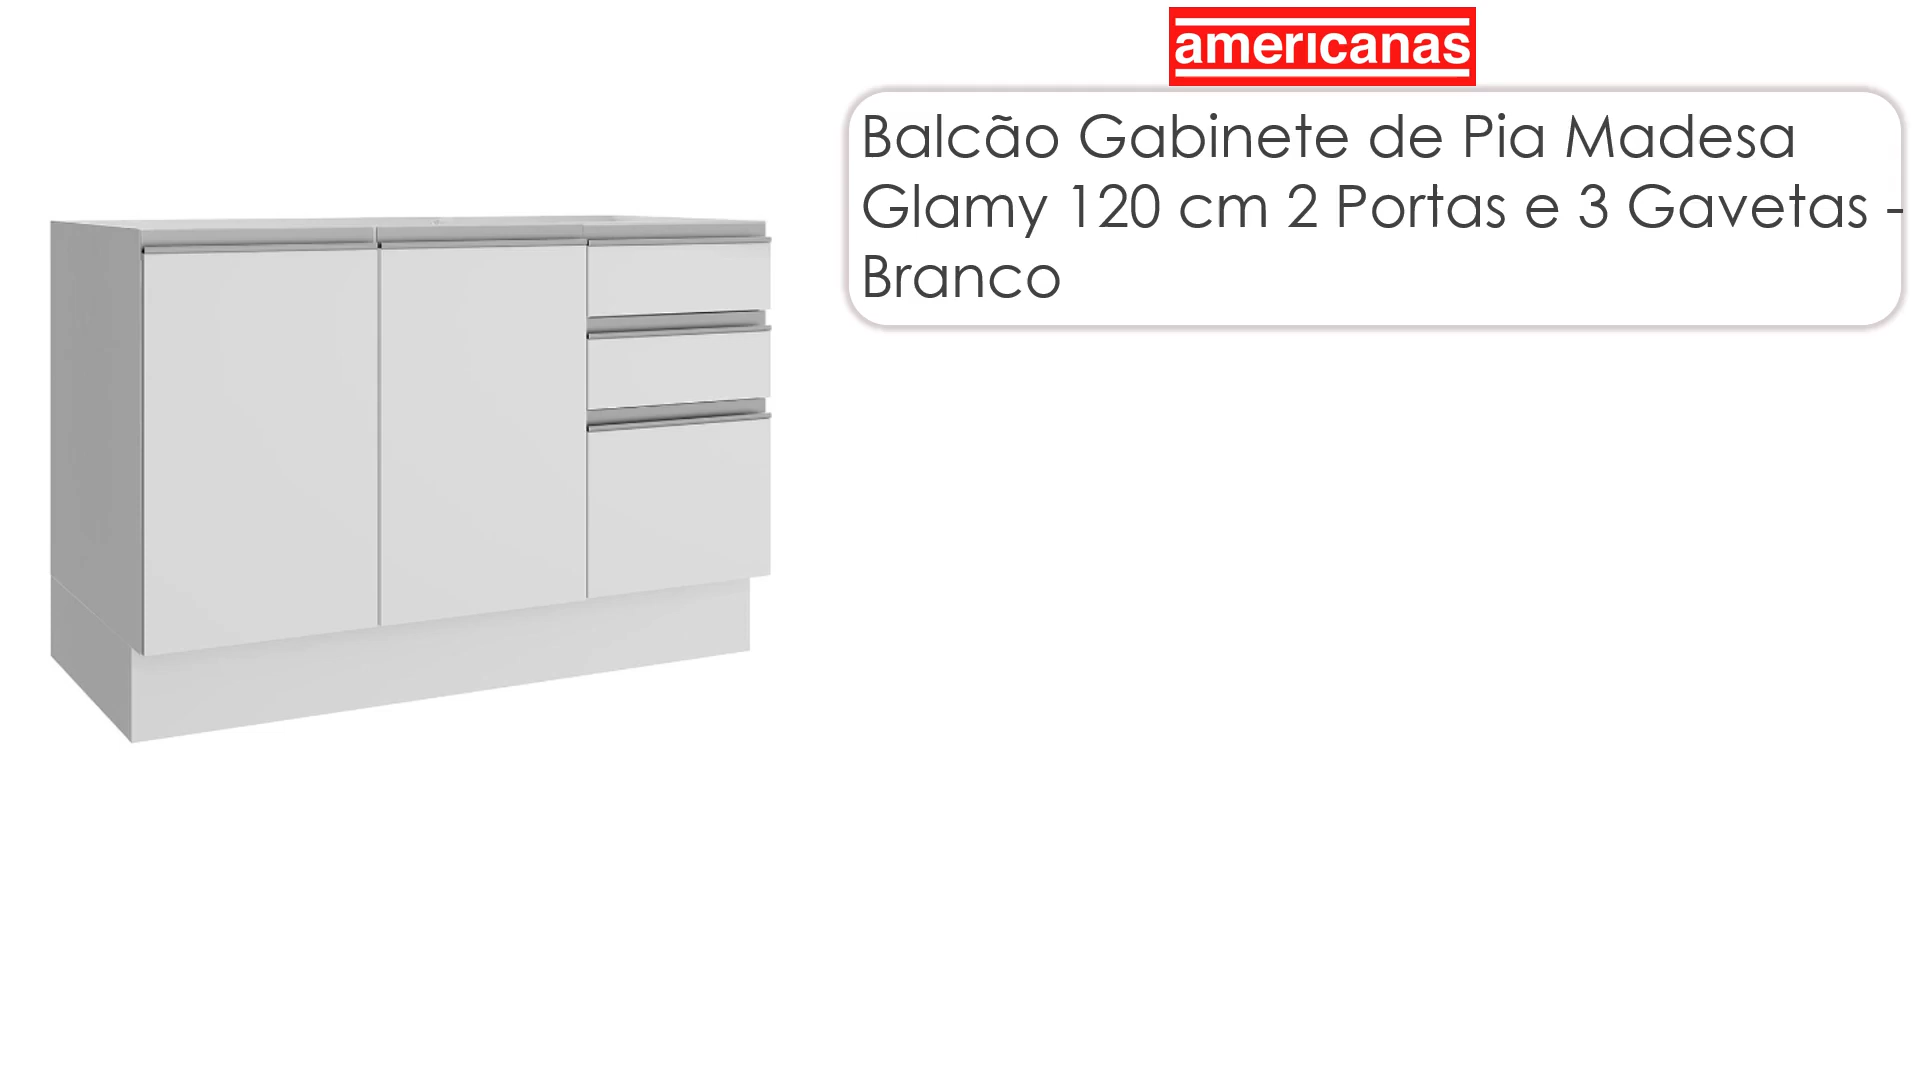 americanas
Balcão Gabinete de Pia Madesa
Glamy 120 cm 2 Portas e 3 Gavetas -
Branco